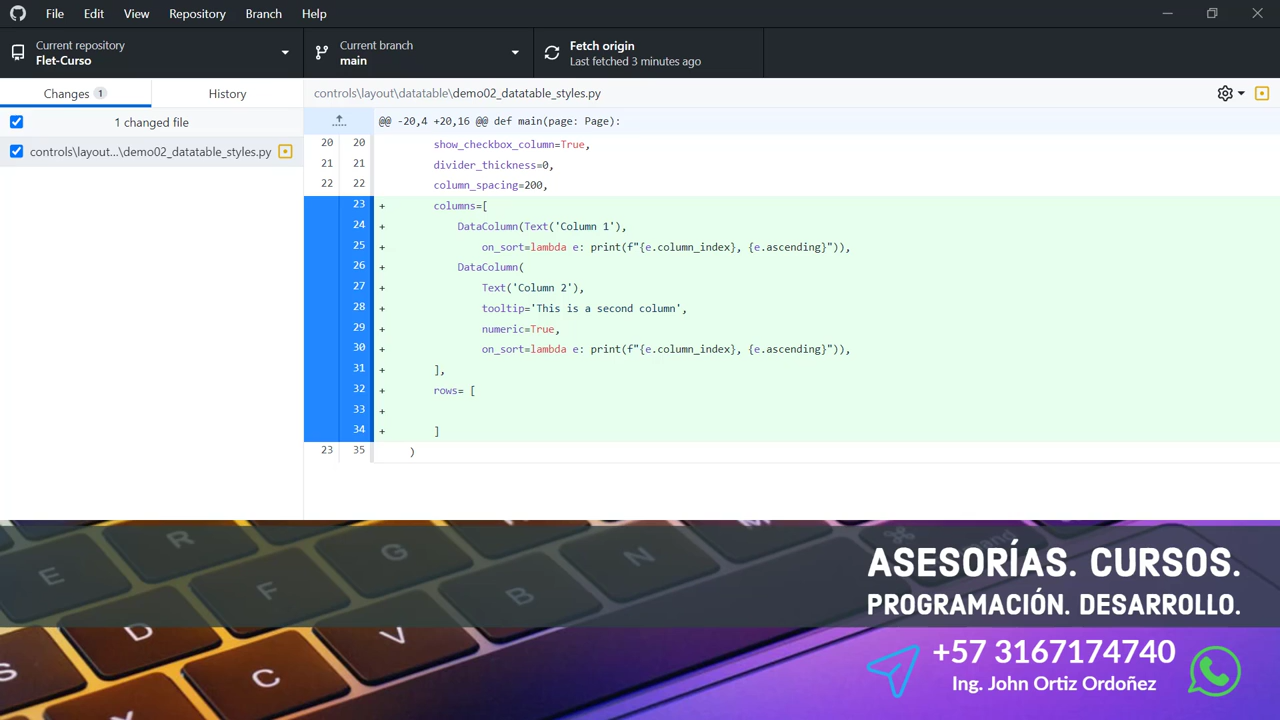 File Edit View Repository Branch Help
Current repository
Flet-Curso
Current branch
main
Fetch origin
Last fetched 3 minutes ago
Changes 1
History
controls\layout\datatable\demo02_datatable_styles.py
1 changed file
controls\layout...\demo02_datatable_styles.py
@@ -20,4 +20,16 @@ def main(page: Page):
20 20 show_checkbox_column=True,
21 21 divider_thickness=0,
22 22 column_spacing=200,
23 + columns=[
24 + DataColumn(Text('Column 1'),
25 + on_sort=lambda e: print(f"{e.column_index}, {e.ascending}")),
26 + DataColumn(
27 + Text('Column 2'),
28 + tooltip='This is a second column',
29 + numeric=True,
30 + on_sort=lambda e: print(f"{e.column_index}, {e.ascending}")),
31 + ],
32 + rows= [
33 +
34 + ]
23 35 )
E R G H N M
F B
D V
S C
ASESORÍAS. CURSOS.
PROGRAMACIÓN. DESARROLLO.
+57 3167174740
Ing. John Ortiz Ordoñez